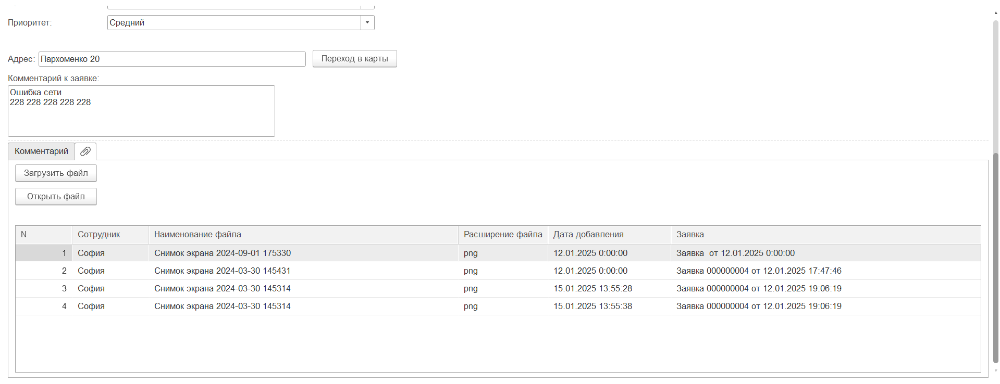 Приоритет: Средний
Адрес: Пархоменко 20 Переход в карты
Комментарий к заявке:
Ошибка сети
228 228 228 228 228
Комментарий
Загрузить файл
Открыть файл
N Сотрудник Наименование файла Расширение файла Дата добавления Заявка
1 София Снимок экрана 2024-09-01 175330 png 12.01.2025 0:00:00 Заявка  от 12.01.2025 0:00:00
2 София Снимок экрана 2024-03-30 145431 png 12.01.2025 0:00:00 Заявка 000000004 от 12.01.2025 17:47:46
3 София Снимок экрана 2024-03-30 145314 png 15.01.2025 13:55:28 Заявка 000000004 от 12.01.2025 19:06:19
4 София Снимок экрана 2024-03-30 145314 png 15.01.2025 13:55:38 Заявка 000000004 от 12.01.2025 19:06:19